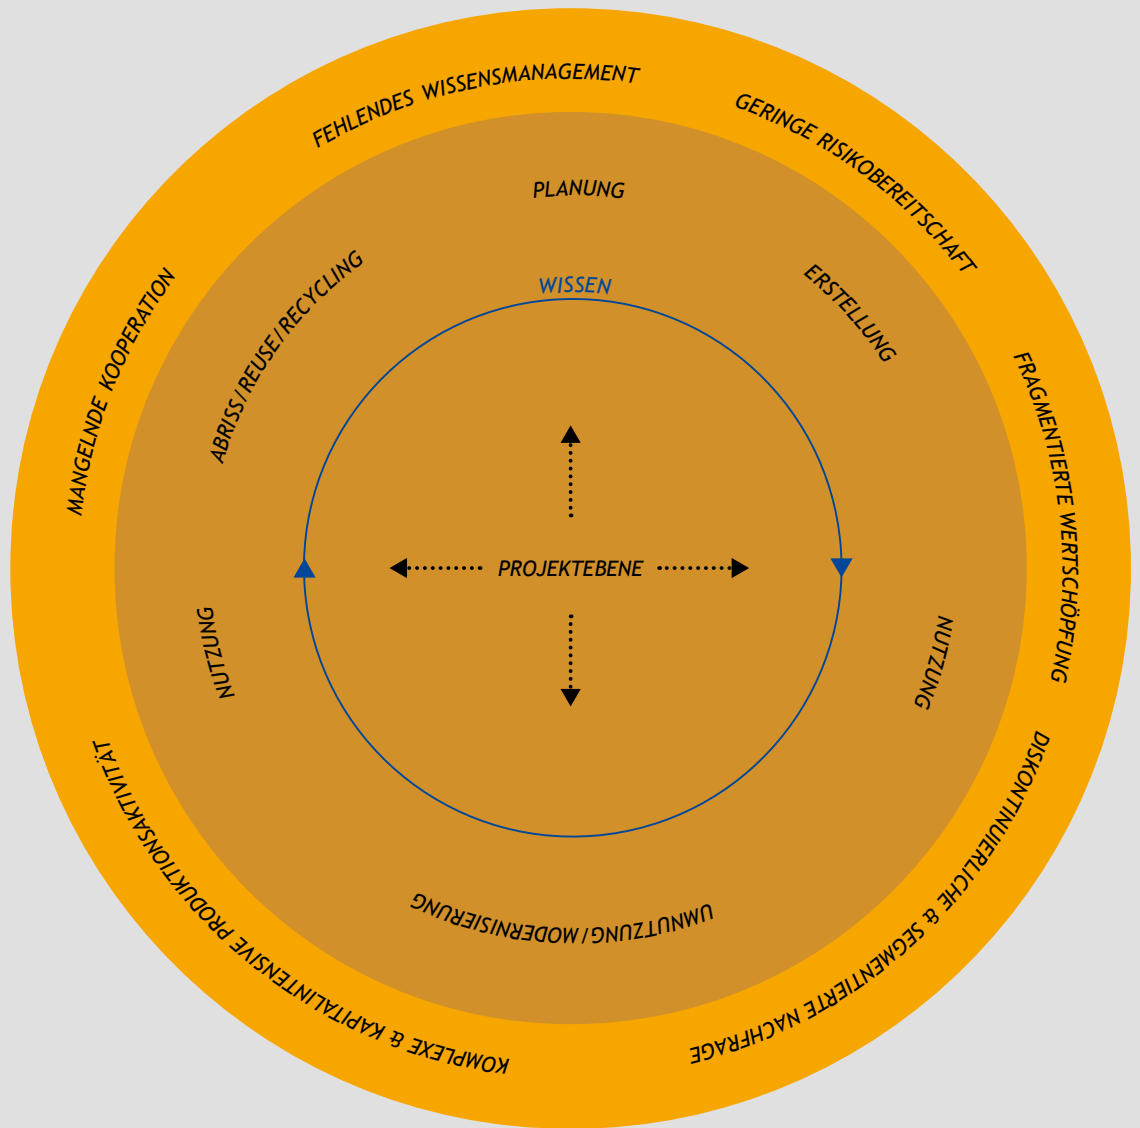 FEHLENDES WISSENSMANAGEMENT
GERINGE RISIKOBEREITSCHAFT
FRAGMENTIERTE WERTSCHÖPFUNG
DISKONTINUIERLICHE & SEGMENTIERTE NACHFRAGE
KOMPLEXE & KAPITALINTENSIVE PRODUKTIONSAKTIVITÄT
MANGELNDE KOOPERATION
PLANUNG
ERSTELLUNG
NUTZUNG
UMNUTZUNG/MODERNISIERUNG
NUTZUNG
ABRISS/REUSE/RECYCLING
WISSEN
PROJEKTEBENE